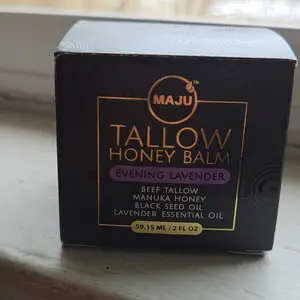 MAJU™
TALLOW
HONEY BALM
EVENING LAVENDER
BEEF TALLOW
MANUKA HONEY
BLACK SEED OIL
LAVENDER ESSENTIAL OIL
59.15 ML / 2 FL OZ